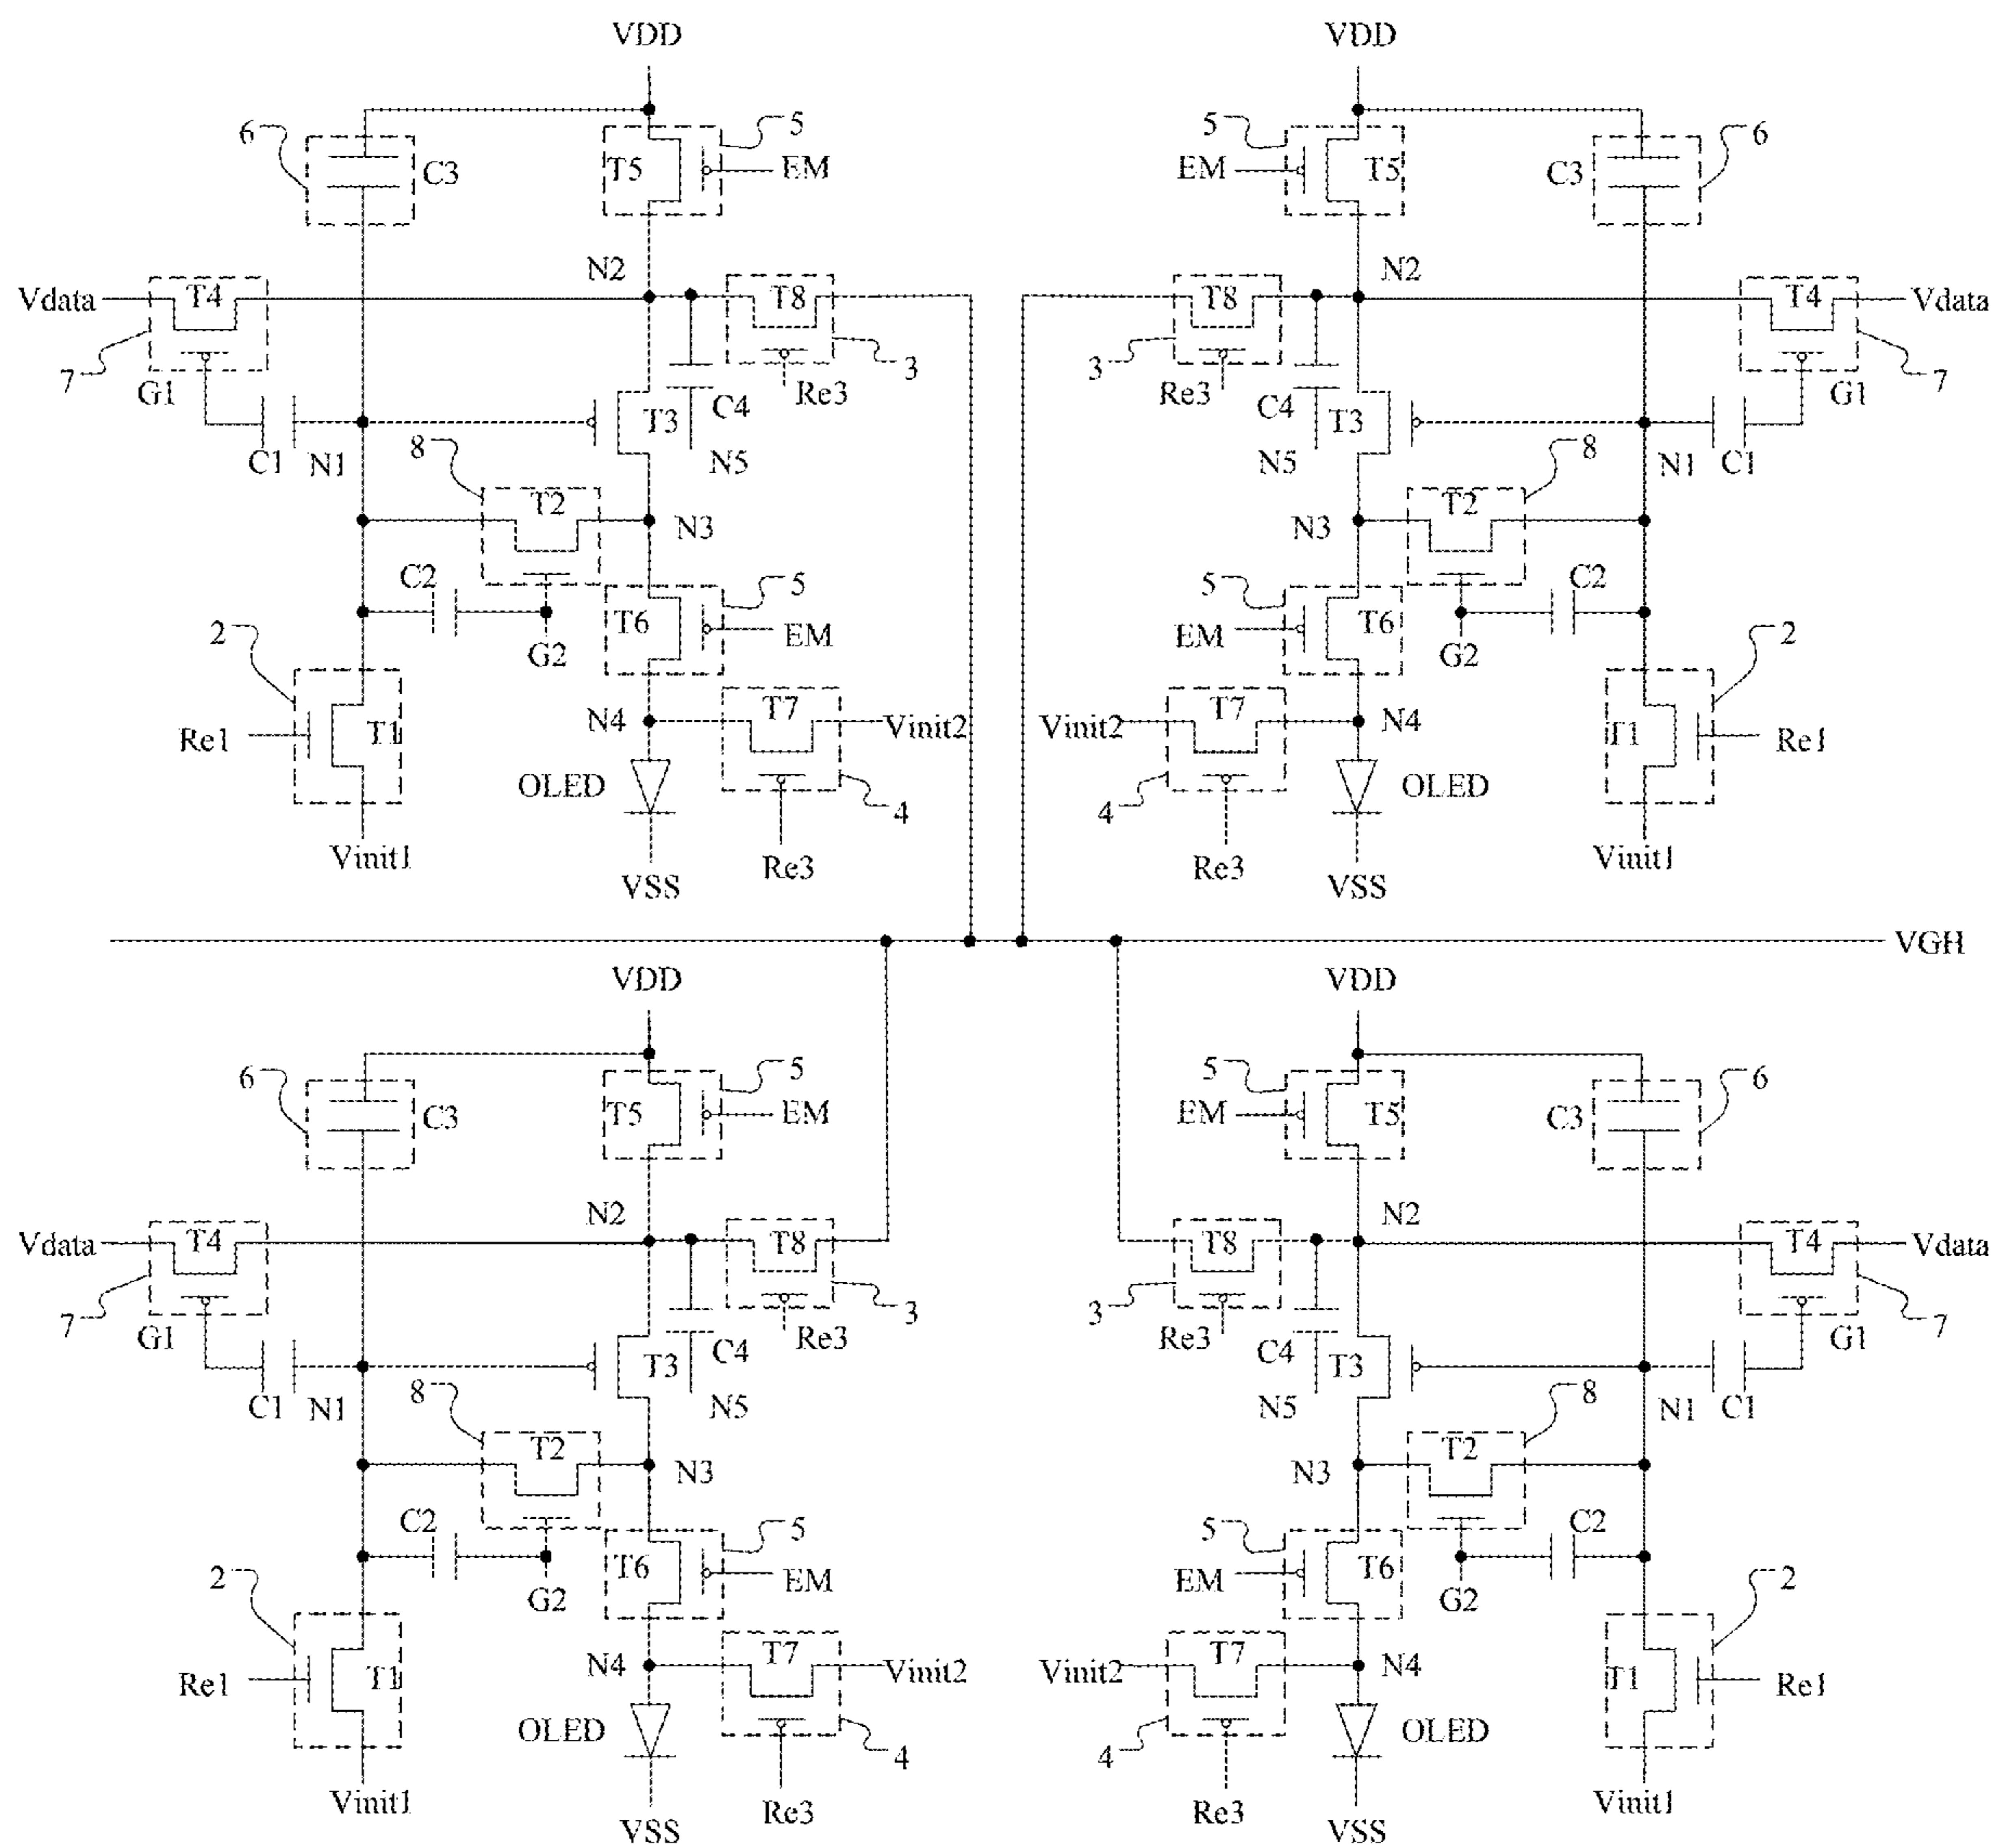 VDD VDD
6 5 5 6
C3 T5 EM EM T5 C3
N2 N2
Vdata T4 T8 T8 T4 Vdata
7 G1 3 3 G1 7
Re3 Re3
C4 T3 C4 T3
C1 N1 8 N5 N5 8 N1 C1
T2 N3 N3 T2
C2 5 5 C2
2 T6 EM EM T6 2
G2 G2
Re1 T1 N4 T7 Vinit2 Vinit2 T7 N4 T1 Re1
OLED 4 4 OLED
Vinit1 Re3 Re3 Vinit1
VSS VSS
VGH
VDD VDD
6 5 5 6
C3 T5 EM EM T5 C3
N2 N2
Vdata T4 T8 T8 T4 Vdata
7 G1 3 3 G1 7
Re3 Re3
C4 T3 C4 T3
C1 N1 8 N5 N5 8 N1 C1
T2 N3 N3 T2
C2 5 5 C2
2 T6 EM EM T6 2
G2 G2
Re1 T1 N4 T7 Vinit2 Vinit2 T7 N4 T1 Re1
OLED 4 4 OLED
Vinit1 Re3 Re3 Vinit1
VSS VSS